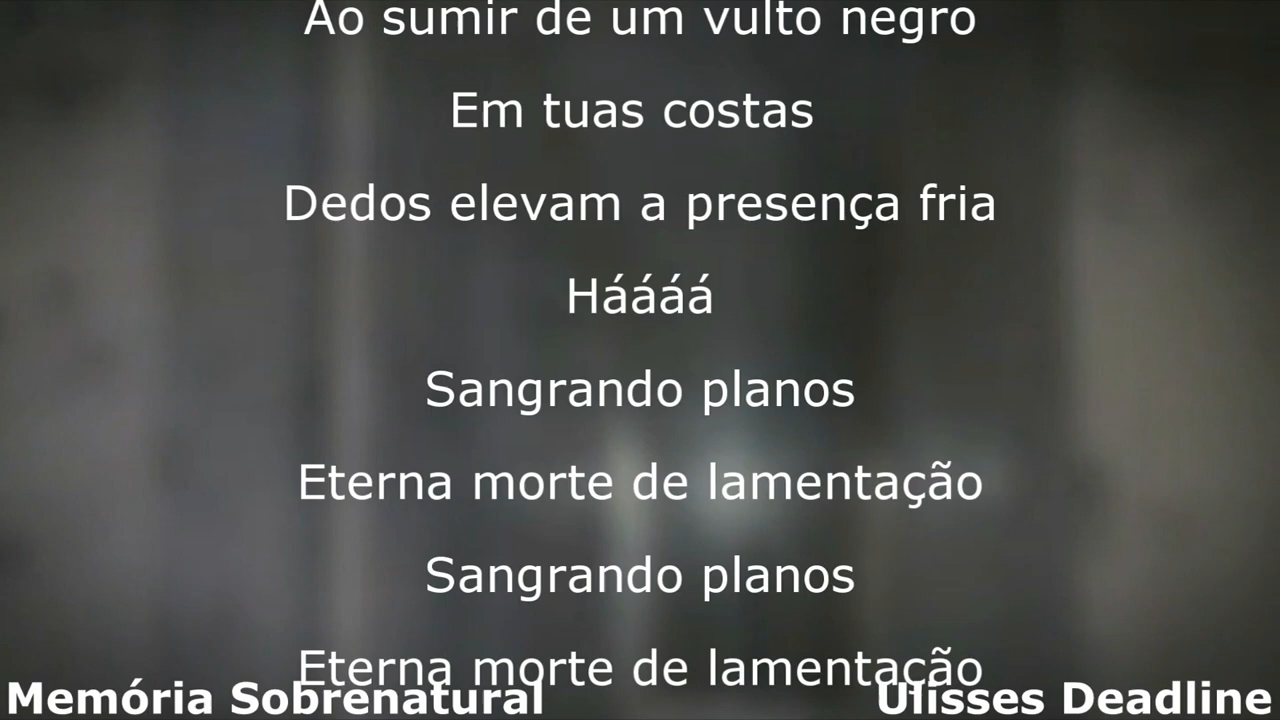 Ao sumir de um vulto negro
Em tuas costas
Dedos elevam a presença fria
Háááá
Sangrando planos
Eterna morte de lamentação
Sangrando planos
Eterna morte de lamentação
Memória Sobrenatural
Ulisses Deadline